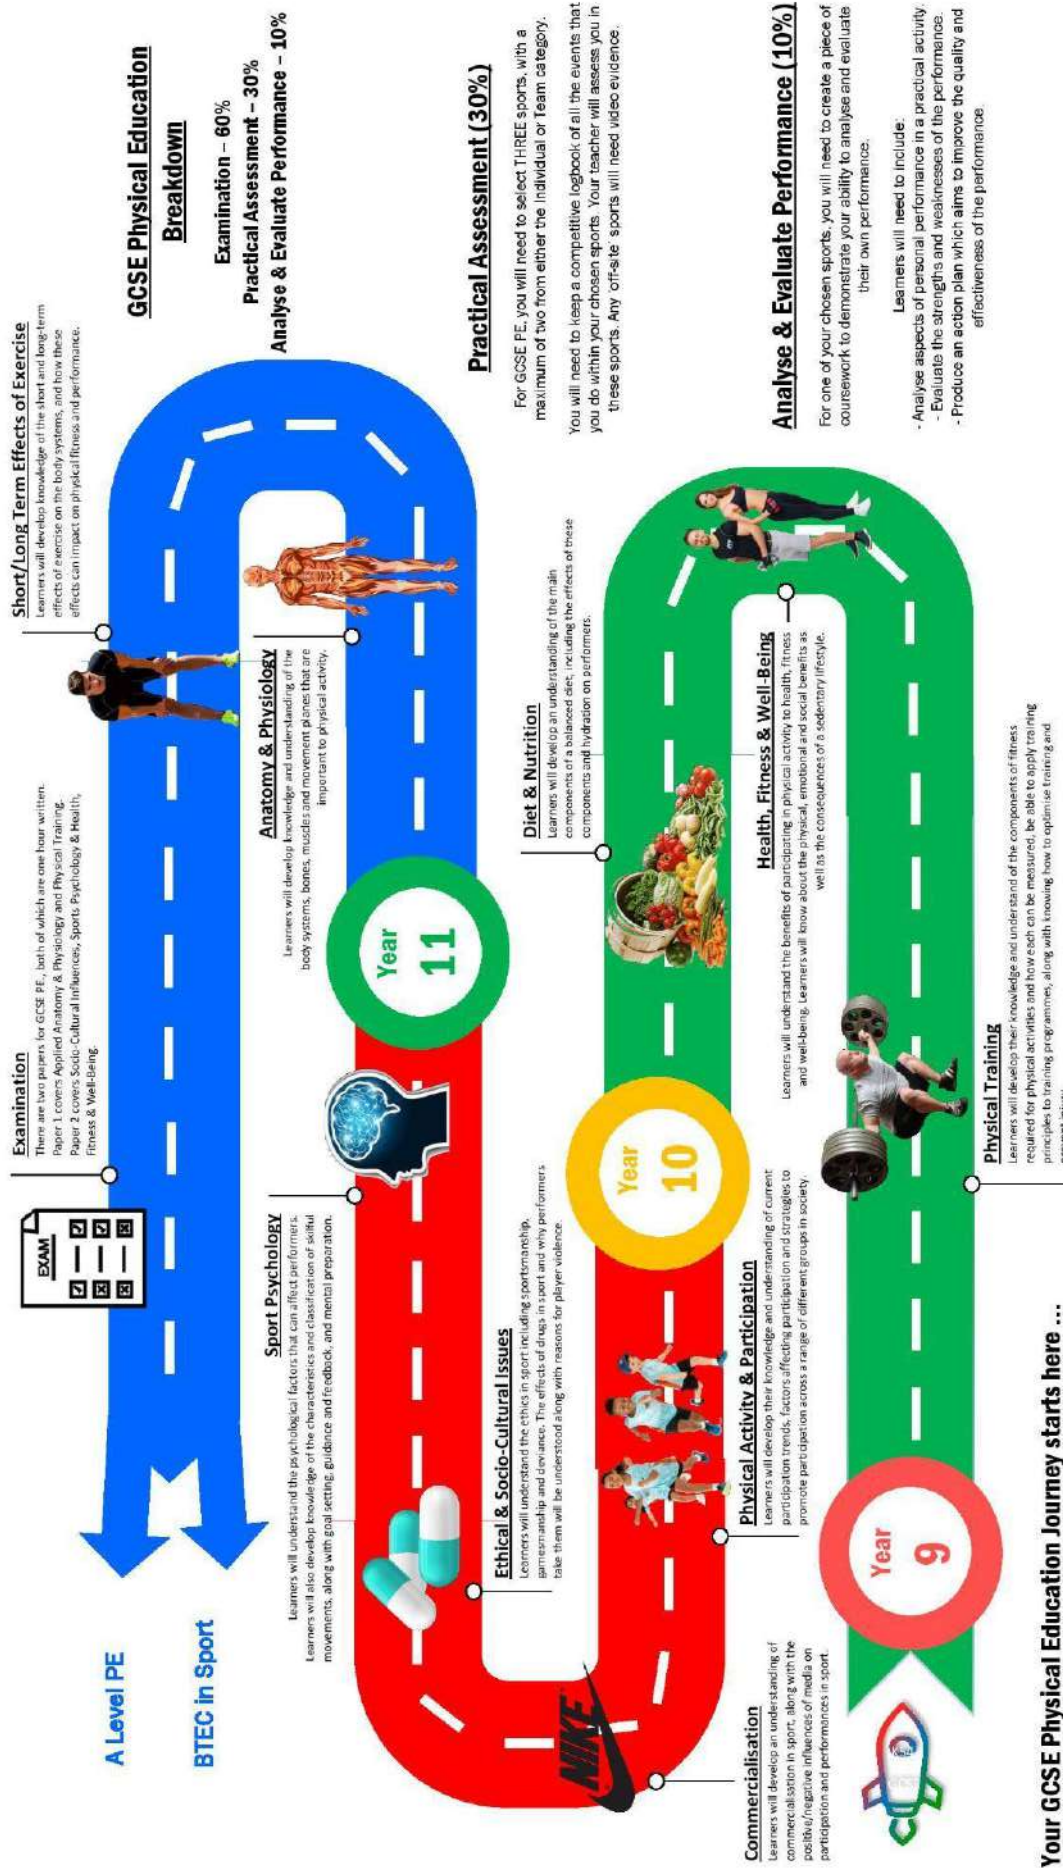 GCSE Physical Education
Breakdown
Examination – 60%
Practical Assessment – 30%
Analyse & Evaluate Performance – 10%
Practical Assessment (30%)
For GCSE PE, you will need to select THREE sports, with a
maximum of two from either the Individual or Team category.
You will need to keep a competitive logbook of all the events that
you do within your chosen sports. Your teacher will assess you in
these sports. Any 'off-site' sports will need video evidence.
Analyse & Evaluate Performance (10%)
For one of your chosen sports, you will need to create a piece of
coursework to demonstrate your ability to analyse and evaluate
their own performance.
Learners will need to include:
- Analyse aspects of personal performance in a practical activity.
- Evaluate the strengths and weaknesses of the performance.
- Produce an action plan which aims to improve the quality and
effectiveness of the performance.
Short/Long Term Effects of Exercise
Learners will develop knowledge of the short and long-term
effects of exercise on the body systems, and how these
effects can impact on physical fitness and performance.
Examination
There are two papers for GCSE PE, both of which are one hour written.
Paper 1 covers Applied Anatomy & Physiology and Physical Training.
Paper 2 covers Socio-Cultural Influences, Sports Psychology & Health,
Fitness & Well-Being.
EXAM
A Level PE
BTEC in Sport
Anatomy & Physiology
Learners will develop knowledge and understanding of the
body systems, bones, muscles and movement planes that are
important to physical activity.
Year
11
Sport Psychology
Learners will understand the psychological factors that can affect performers.
Learners will also develop knowledge of the characteristics and classification of skilful
movements, along with goal setting, guidance and feedback, and mental preparation.
Ethical & Socio-Cultural Issues
Learners will understand the ethics in sport including sportsmanship,
gamesmanship and deviance. The effects of drugs in sport and why performers
take them will be understood along with reasons for player violence.
Diet & Nutrition
Learners will develop an understanding of the main
components of a balanced diet, including the effects of these
components and hydration on performers.
Year
10
NIKE
Commercialisation
Learners will develop an understanding of
commercialisation in sport, along with the
positive/negative influences of media on
participation and performances in sport.
Physical Activity & Participation
Learners will develop their knowledge and understanding of current
participation trends, factors affecting participation and strategies to
promote participation across a range of different groups in society.
Health, Fitness & Well-Being
Learners will understand the benefits of participating in physical activity to health, fitness
and well-being. Learners will know about the physical, emotional and social benefits as
well as the consequences of a sedentary lifestyle.
Year
9
Physical Training
Learners will develop their knowledge and understand of the components of fitness
required for physical activities and how each can be measured, be able to apply training
principles to training programmes, along with knowing how to optimise training and
Your GCSE Physical Education Journey starts here ...